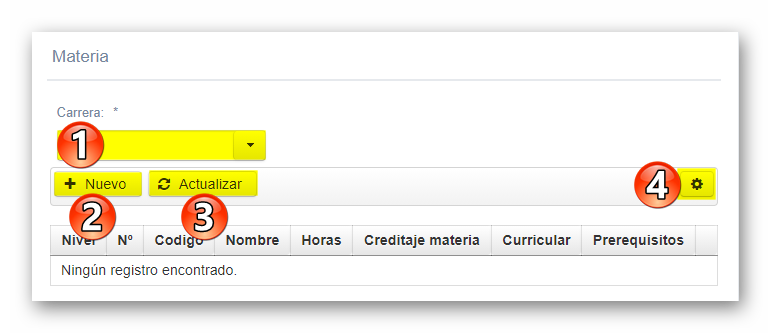 Materia
Carrera: *
1
Nuevo Actualizar 4
2 3
Nivel Nº Codigo Nombre Horas Creditaje materia Curricular Prerequisitos
Ningún registro encontrado.